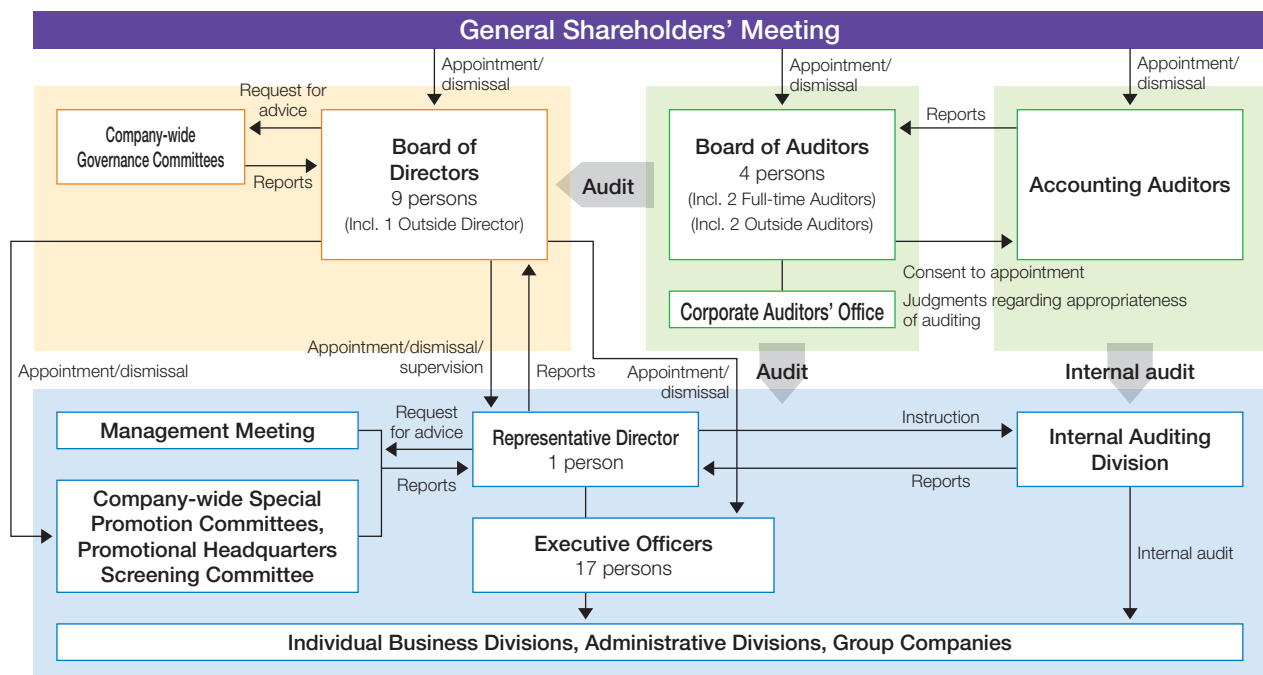 General Shareholders’ Meeting
Appointment/
dismissal
Appointment/
dismissal
Appointment/
dismissal
Request for
advice
Company-wide
Governance Committees
Reports
Board of
Directors
9 persons
(Incl. 1 Outside Director)
Audit
Board of Auditors
4 persons
(Incl. 2 Full-time Auditors)
(Incl. 2 Outside Auditors)
Reports
Accounting Auditors
Consent to appointment
Judgments regarding appropriateness
of auditing
Corporate Auditors’ Office
Appointment/dismissal
Appointment/dismissal/
supervision
Reports
Appointment/
dismissal
Audit
Internal audit
Management Meeting
Request
for advice
Reports
Representative Director
1 person
Instruction
Reports
Internal Auditing
Division
Company-wide Special
Promotion Committees,
Promotional Headquarters
Screening Committee
Executive Officers
17 persons
Internal audit
Individual Business Divisions, Administrative Divisions, Group Companies